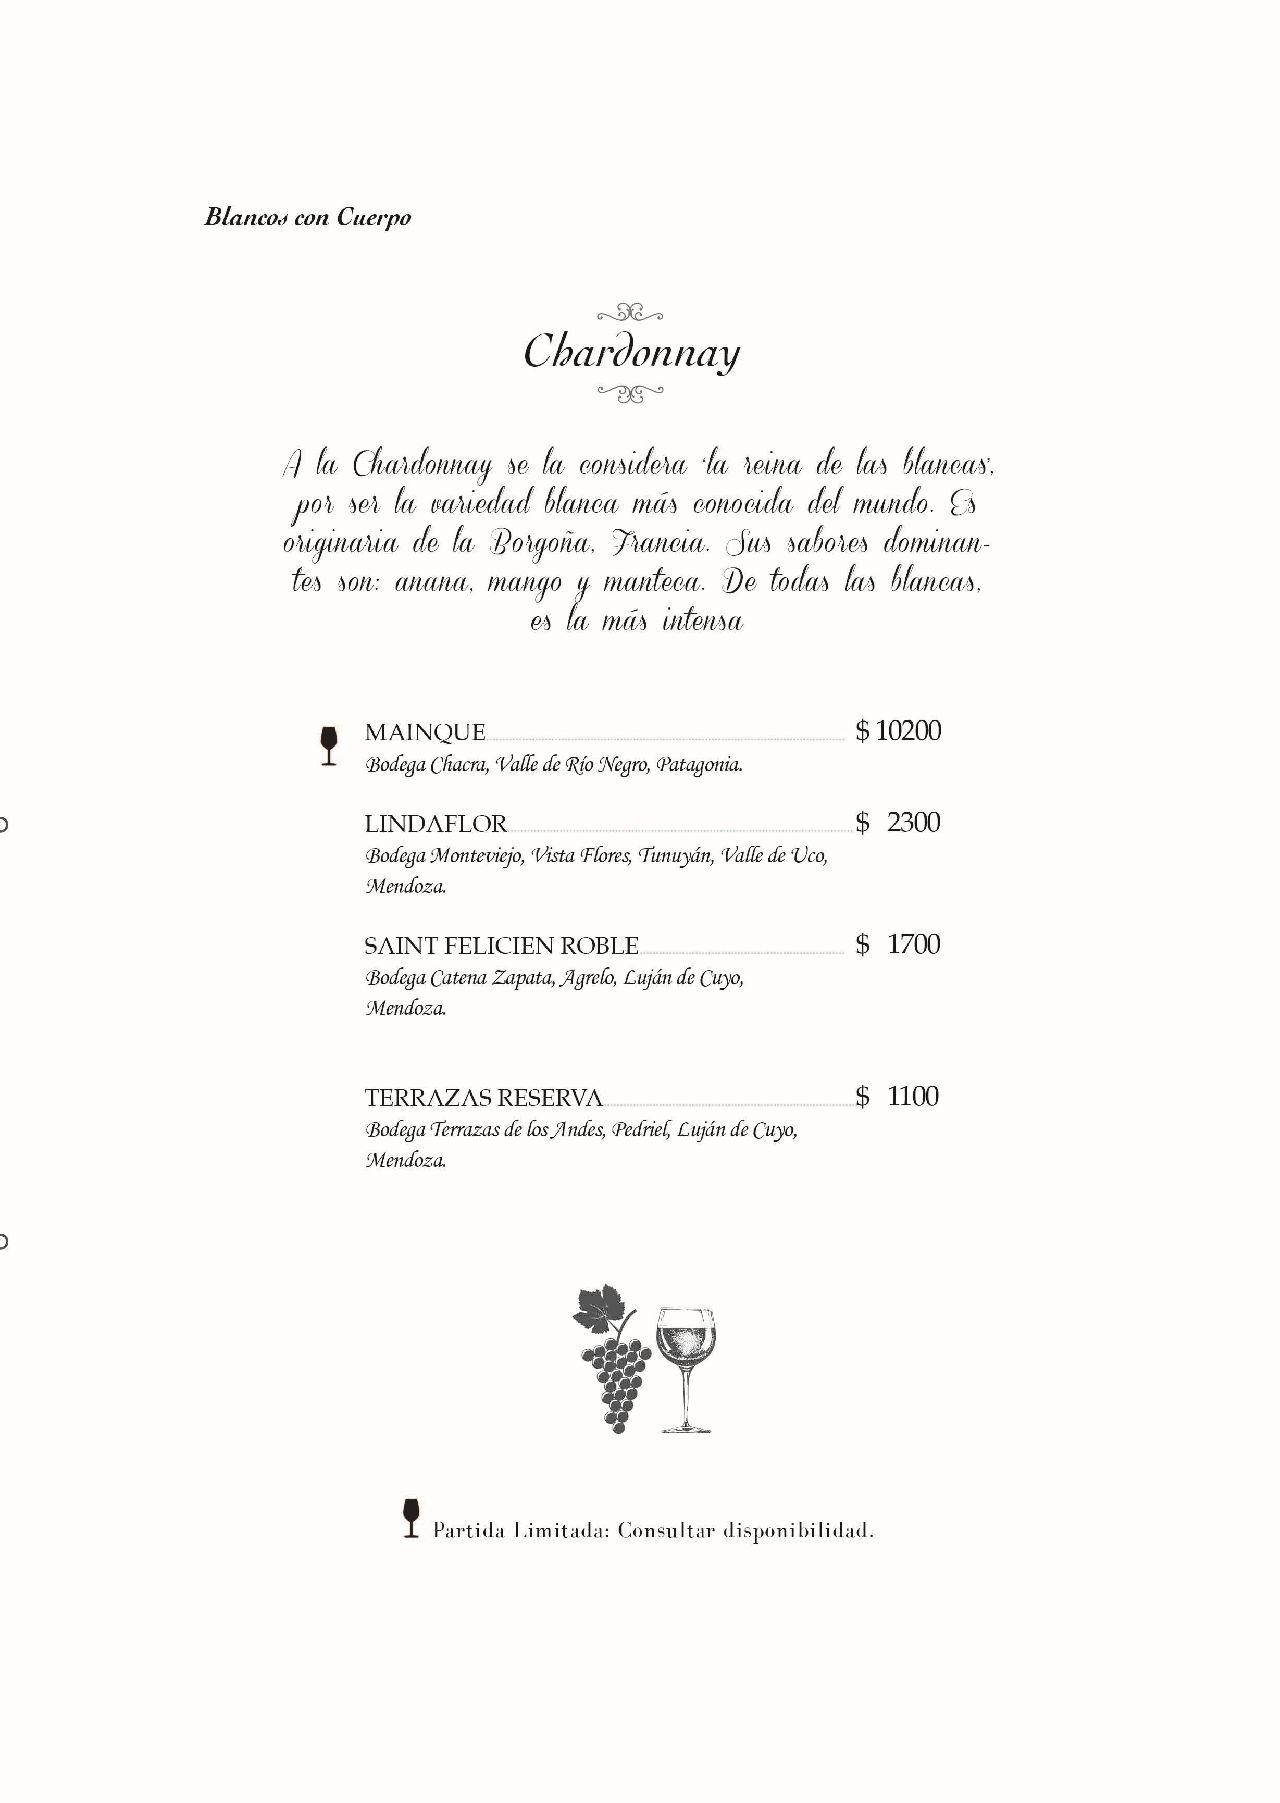 Blancos con Cuerpo
Chardonnay
A la Chardonnay se la considera 'la reina de las blancas',
por ser la variedad blanca más conocida del mundo. Es
originaria de la Borgoña, Francia. Sus sabores dominan-
tes son: anana, mango y manteca. De todas las blancas,
es la más intensa
MAINQUE $ 10200
Bodega Chacra, Valle de Río Negro, Patagonia.
LINDAFLOR $ 2300
Bodega Monteviejo, Vista Flores, Tunuyán, Valle de Uco,
Mendoza.
SAINT FELICIEN ROBLE $ 1700
Bodega Catena Zapata, Agrelo, Luján de Cuyo,
Mendoza.
TERRAZAS RESERVA $ 1100
Bodega Terrazas de los Andes, Pedriel, Luján de Cuyo,
Mendoza.
Partida Limitada: Consultar disponibilidad.